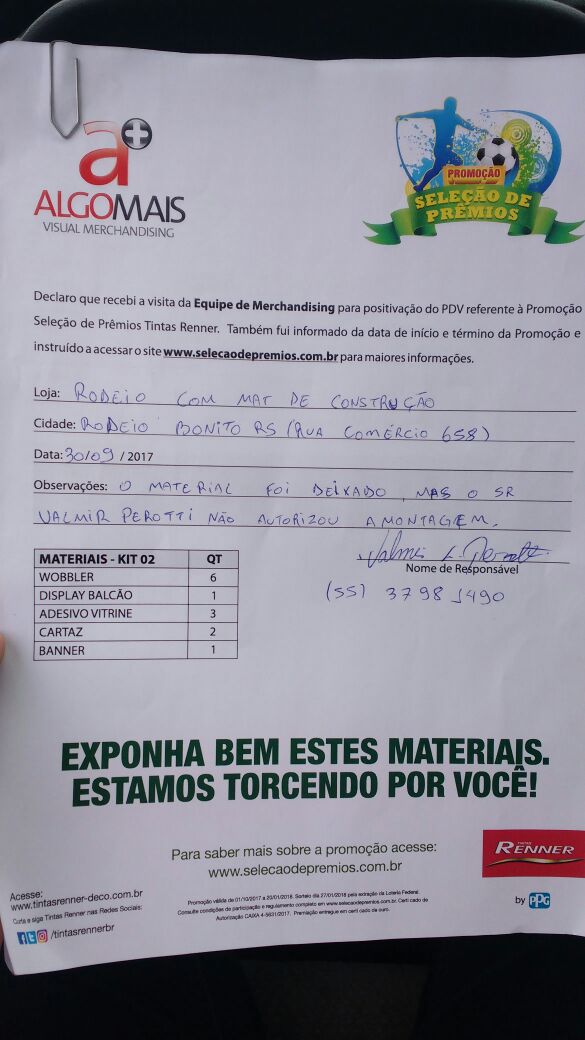 a+
ALGOMAIS
VISUAL MERCHANDISING
PROMOÇÃO
SELEÇÃO DE
PRÊMIOS
Declaro que recebi a visita da Equipe de Merchandising para positivação do PDV referente à Promoção
Seleção de Prêmios Tintas Renner. Também fui informado da data de início e término da Promoção e
instruído a acessar o site www.selecaodepremios.com.br para maiores informações.
Loja: RODEIO COM MAT DE CONSTRUÇÃO
Cidade: RODEIO BONITO RS (RUA COMÉRCIO 658)
Data: 30/09 / 2017
Observações: O MATERIAL FOI DEIXADO, MAS O SR
VALMIR PEROTTI NÃO AUTORIZOU A MONTAGEM.
Nome de Responsável
(55) 3798 1490
MATERIAIS - KIT 02 QT
WOBBLER 6
DISPLAY BALCÃO 1
ADESIVO VITRINE 3
CARTAZ 2
BANNER 1
EXPONHA BEM ESTES MATERIAIS.
ESTAMOS TORCENDO POR VOCÊ!
Para saber mais sobre a promoção acesse:
www.selecaodepremios.com.br
TINTAS
RENNER
by PPG
Acesse:
www.tintasrenner-deco.com.br
Curta e siga Tintas Renner nas Redes Sociais:
/tintasrennerbr
Promoção válida de 01/10/2017 a 20/01/2018. Sorteio dia 27/01/2018 pela extração da Loteria Federal.
Consulte condições de participação e regulamento completo em www.selecaodepremios.com.br. Certificado de
Autorização CAIXA 4-5631/2017. Premiação entregue em certificado de ouro.